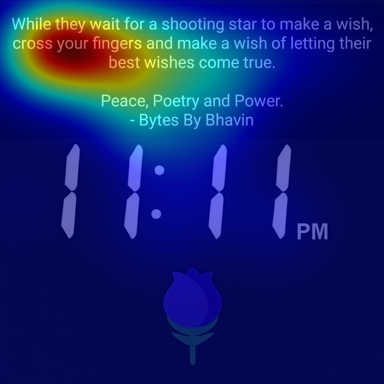 While they wait for a shooting star to make a wish,
cross your fingers and make a wish of letting their
best wishes come true.
Peace, Poetry and Power.
- Bytes By Bhavin
11:11 PM